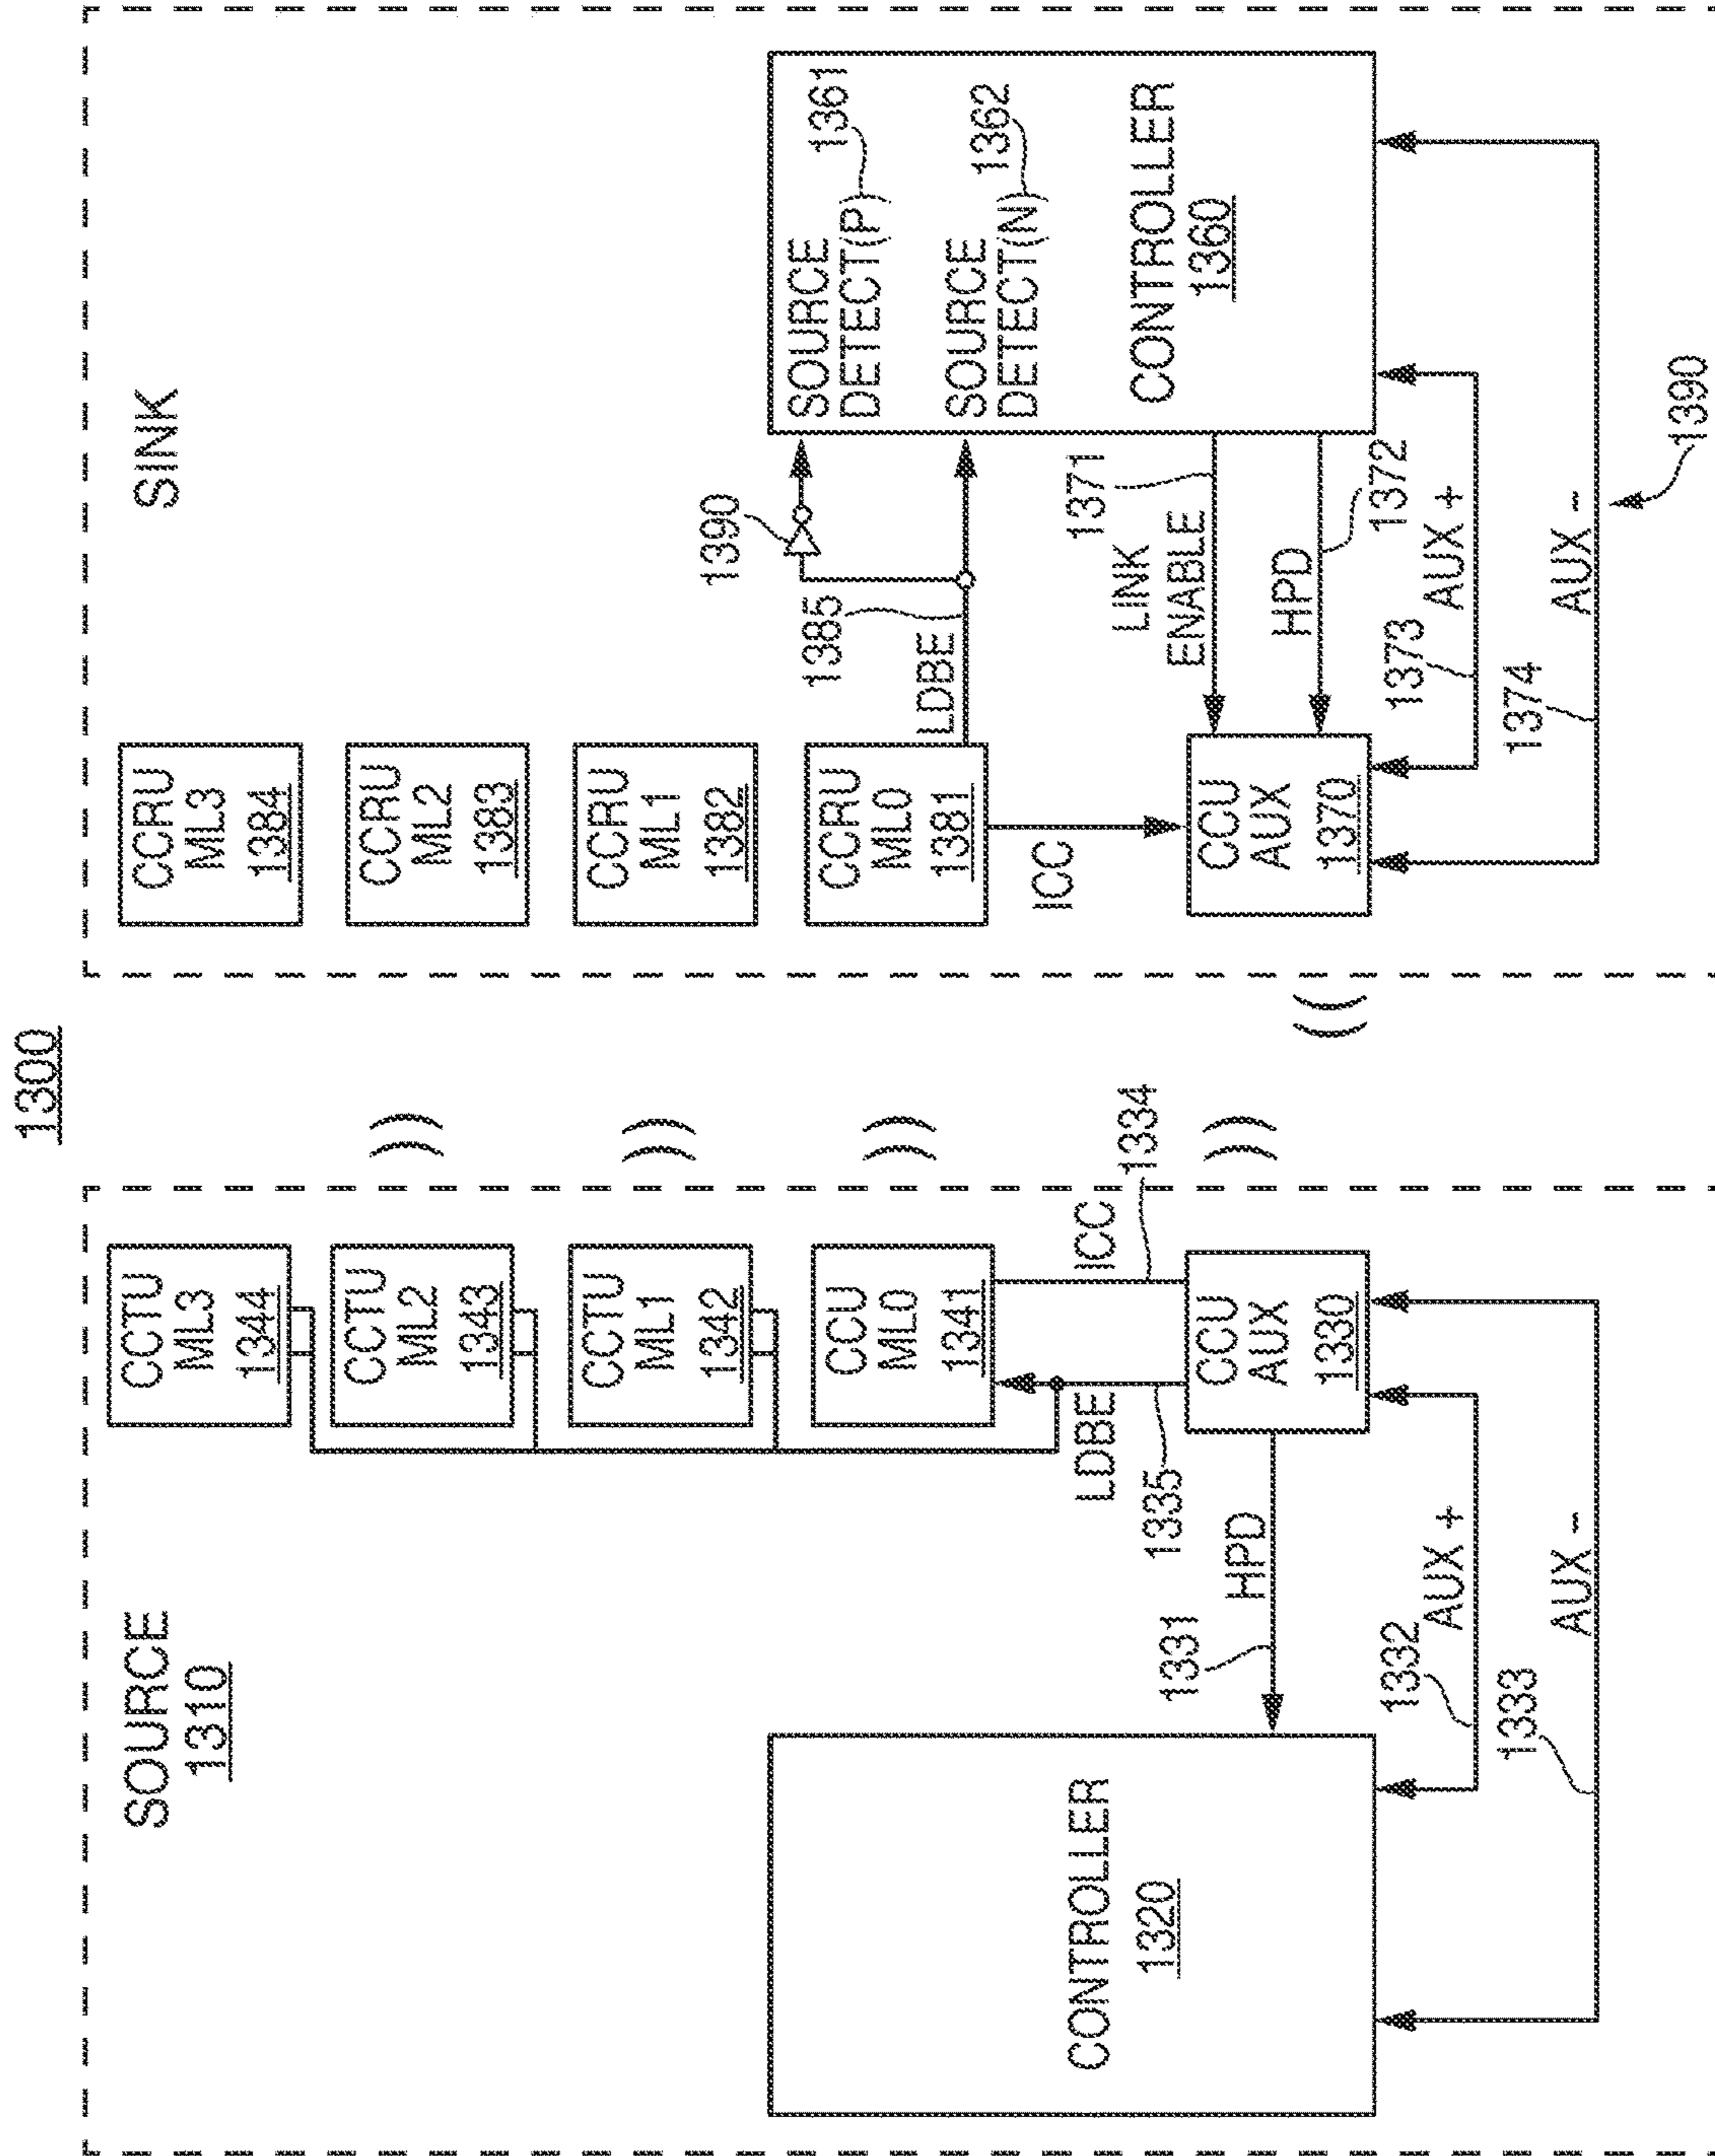 1300
SOURCE
1310
CONTROLLER
1320
CCTU
ML3
1344
CCTU
ML2
1343
CCTU
ML1
1342
CCU
ML0
1341
LDBE
1335
ICC
1334
CCU
AUX
1330
HPD
1331
1332
AUX +
1333
AUX -
SINK
CCRU
ML3
1384
CCRU
ML2
1383
CCRU
ML1
1382
CCRU
ML0
1381
LDBE
1385
1390
ICC
CCU
AUX
1370
SOURCE
DETECT(P)
1361
SOURCE
DETECT(N)
1362
CONTROLLER
1360
LINK
ENABLE
1371
HPD
1372
1373
AUX +
1374
AUX -
1390